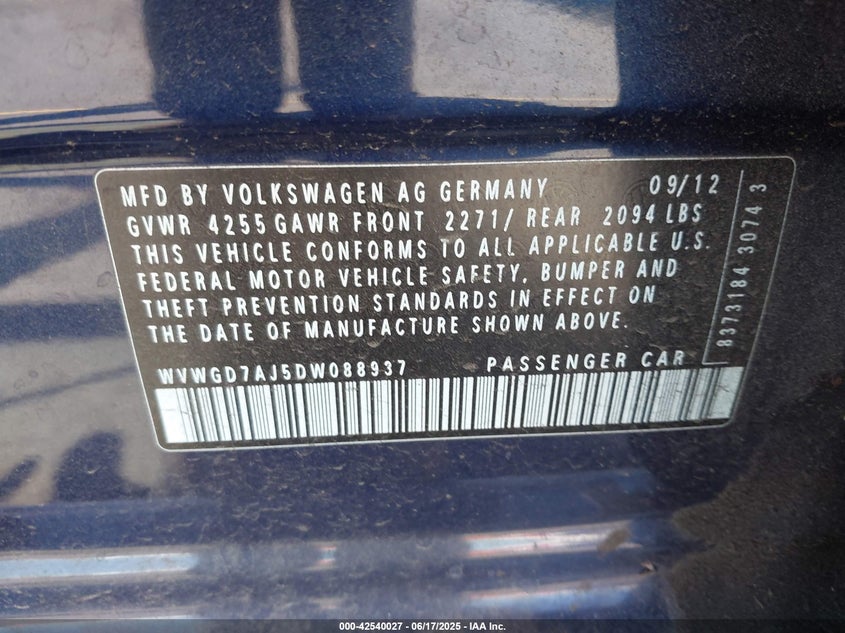 MFD BY VOLKSWAGEN AG GERMANY 09/12
GVWR 4255 GAWR FRONT 2271/ REAR 2094 LBS
THIS VEHICLE CONFORMS TO ALL APPLICABLE U.S.
FEDERAL MOTOR VEHICLE SAFETY, BUMPER AND
THEFT PREVENTION STANDARDS IN EFFECT ON
THE DATE OF MANUFACTURE SHOWN ABOVE.
WVWGD7AJ5DW088937 PASSENGER CAR
8373184 3074 3
000-42540027 - 06/17/2025 - IAA Inc.